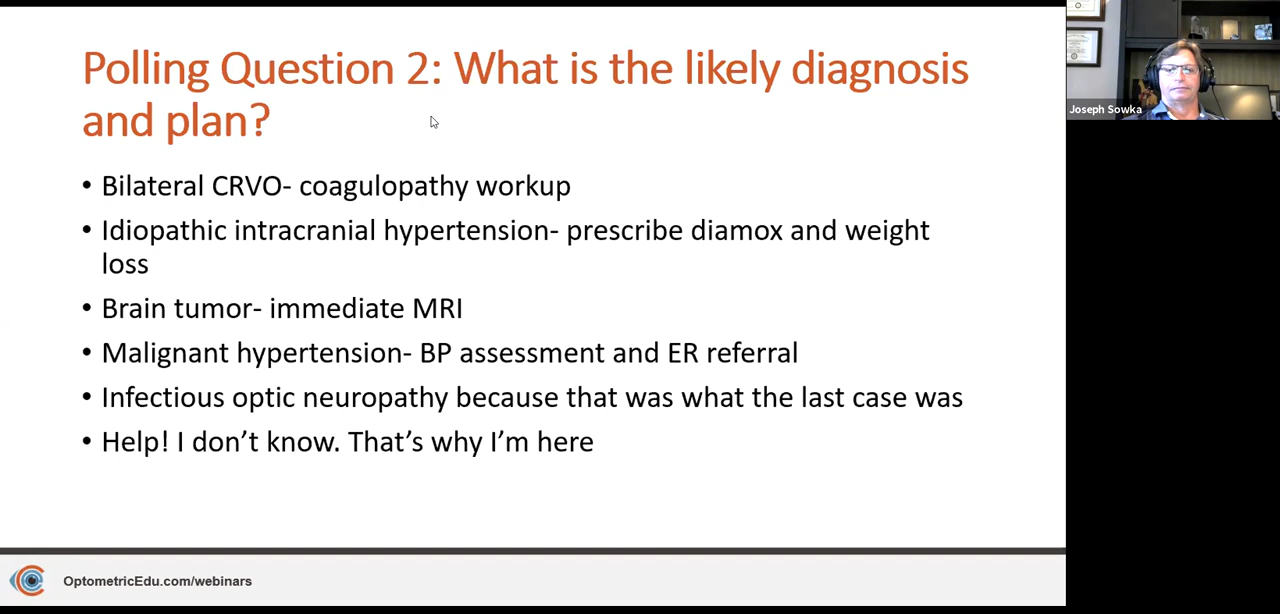 Polling Question 2: What is the likely diagnosis
and plan?
• Bilateral CRVO- coagulopathy workup
• Idiopathic intracranial hypertension- prescribe diamox and weight
loss
• Brain tumor- immediate MRI
• Malignant hypertension- BP assessment and ER referral
• Infectious optic neuropathy because that was what the last case was
• Help! I don’t know. That’s why I’m here
OptometricEdu.com/webinars
Joseph Sowka